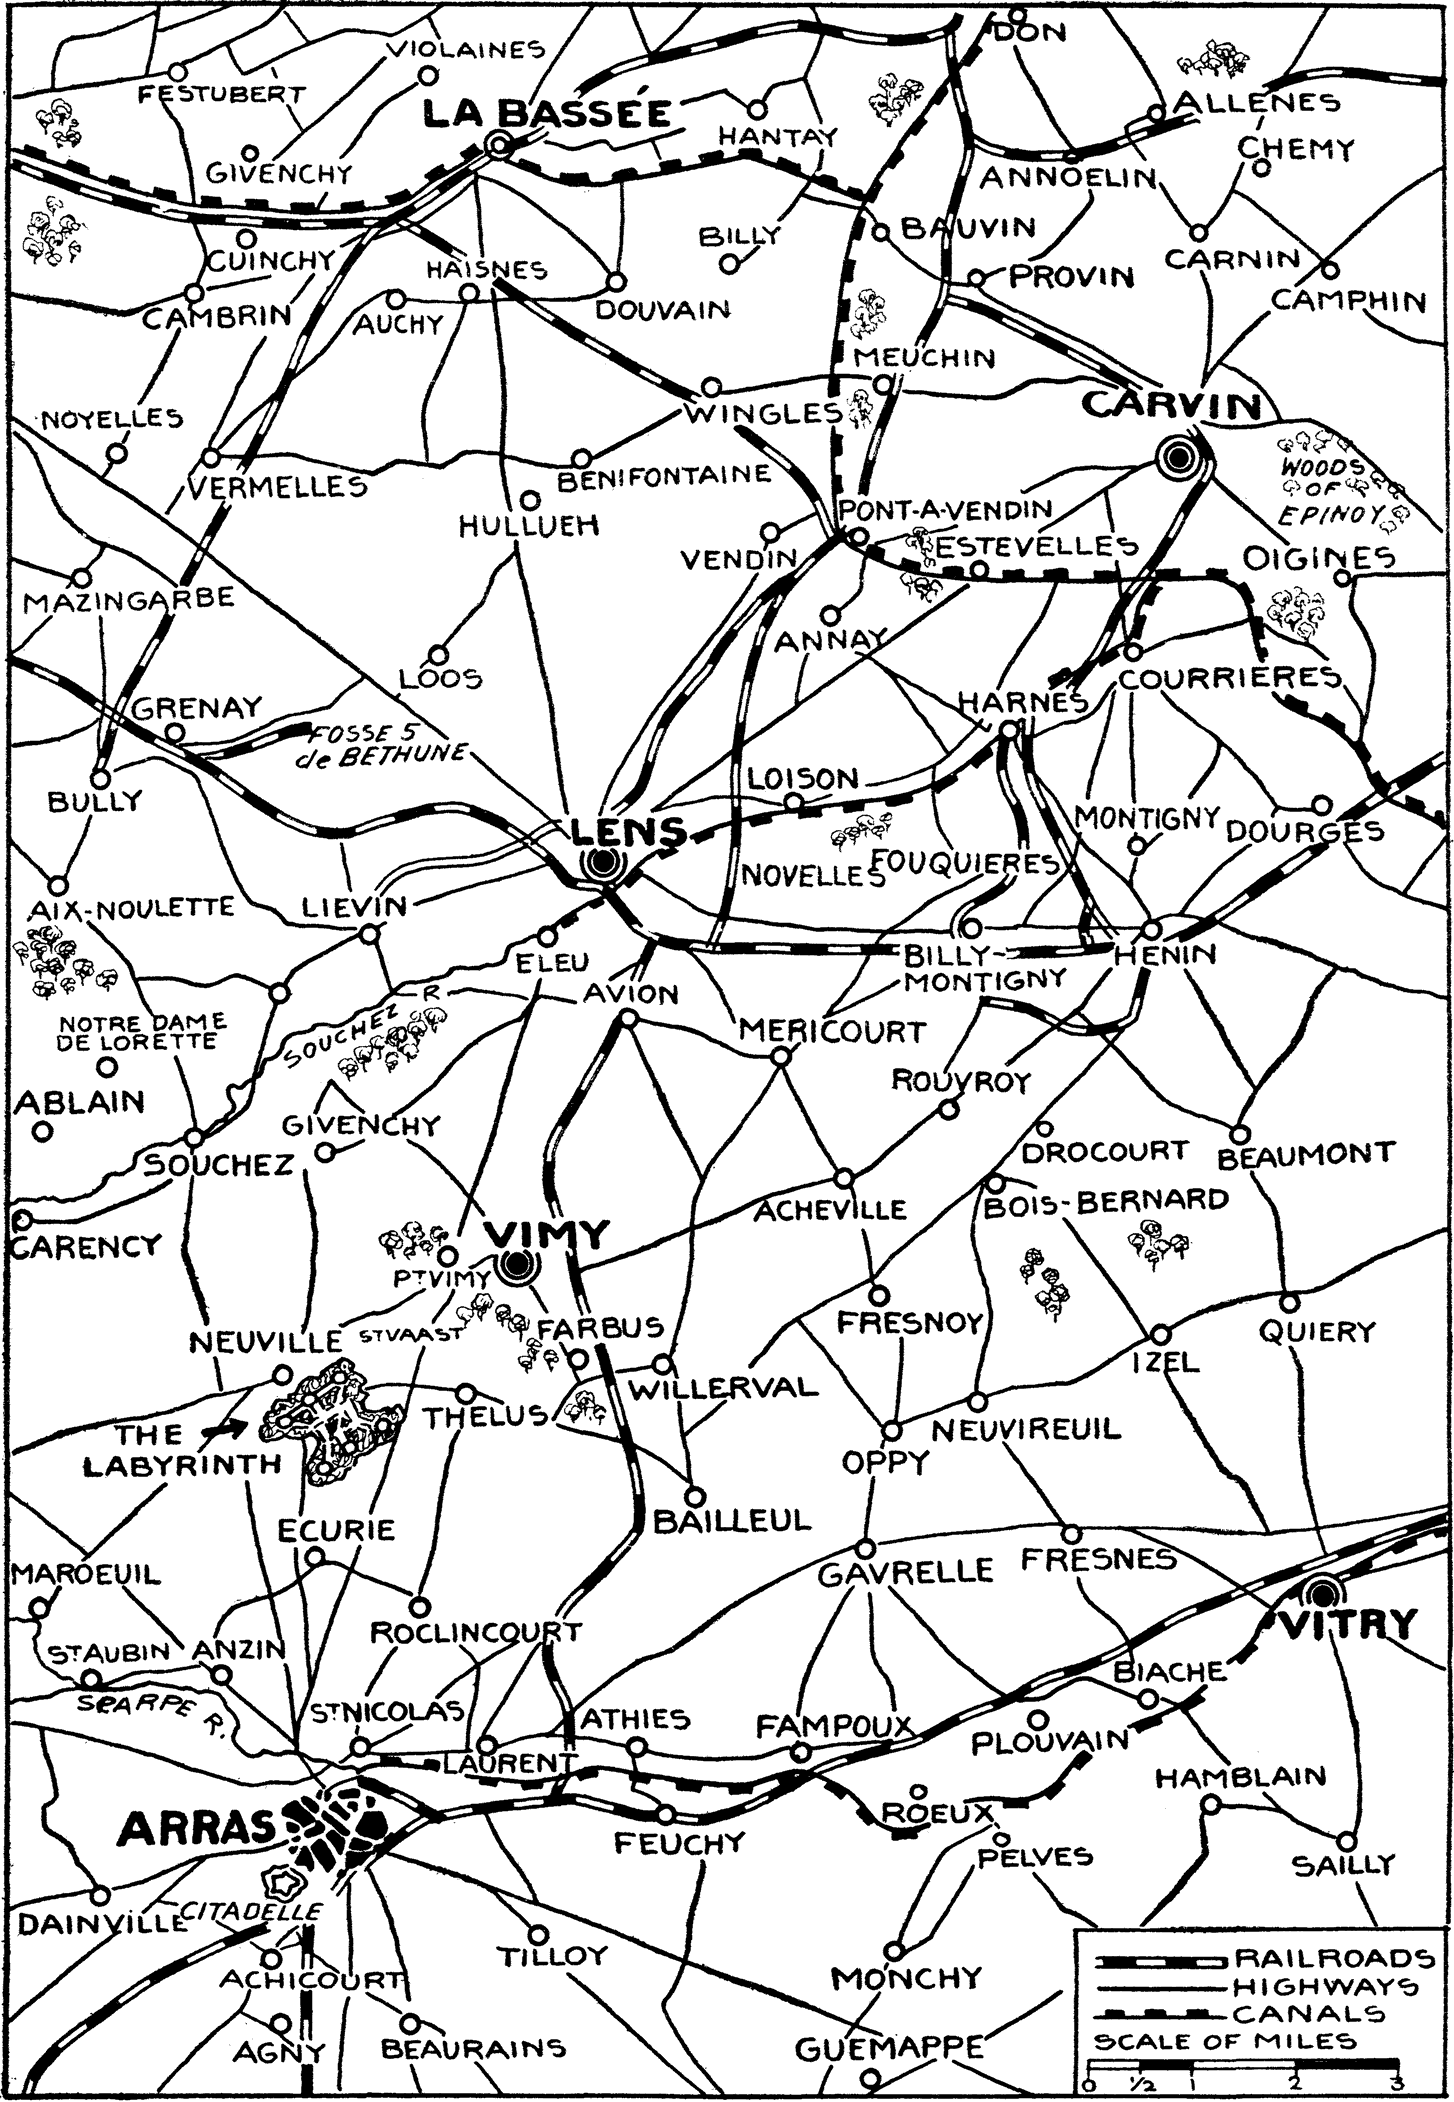 DON
VIOLAINES
FESTUBERT
LA BASSÉE
ALLENES
HANTAY
CHEMY
GIVENCHY
ANNOELIN
BAUVIN
BILLY
CUINCHY
CARNIN
HAISNES
PROVIN
CAMBRIN
AUCHY
DOUVAIN
CAMPHIN
MEUCHIN
NOYELLES
WINGLES
CARVIN
WOODS
OF
EPINOY
VERMELLES
BENIFONTAINE
HULLUEH
PONT-A-VENDIN
VENDIN
ESTEVELLES
OIGINES
MAZINGARBE
ANNAY
LOOS
COURRIERES
GRENAY
HARNES
FOSSE 5
de BETHUNE
BULLY
LOISON
LENS
MONTIGNY
DOURGES
NOVELLES
FOUQUIERES
AIX-NOULETTE
LIEVIN
ELEU
BILLY-
MONTIGNY
HENIN
AVION
NOTRE DAME
DE LORETTE
SOUCHEZ R
MERICOURT
ABLAIN
ROUVROY
GIVENCHY
SOUCHEZ
DROCOURT
BEAUMONT
ACHEVILLE
BOIS-BERNARD
CARENCY
VIMY
PT VIMY
NEUVILLE ST VAAST
FARBUS
FRESNOY
QUIERY
IZEL
WILLERVAL
THELUS
THE
LABYRINTH
NEUVIREUIL
OPPY
ECURIE
BAILLEUL
GAVRELLE
FRESNES
MAROEUIL
ROCLINCOURT
VITRY
ST AUBIN
ANZIN
BIACHE
SCARPE R.
ST NICOLAS
ATHIES
FAMPOUX
PLOUVAIN
LAURENT
HAMBLAIN
ARRAS
ROEUX
FEUCHY
PELVES
SAILLY
DAINVILLE
CITADELLE
TILLOY
ACHICOURT
MONCHY
AGNY
BEAURAINS
GUEMAPPE
RAILROADS
HIGHWAYS
CANALS
SCALE OF MILES
0 1/2 1 2 3